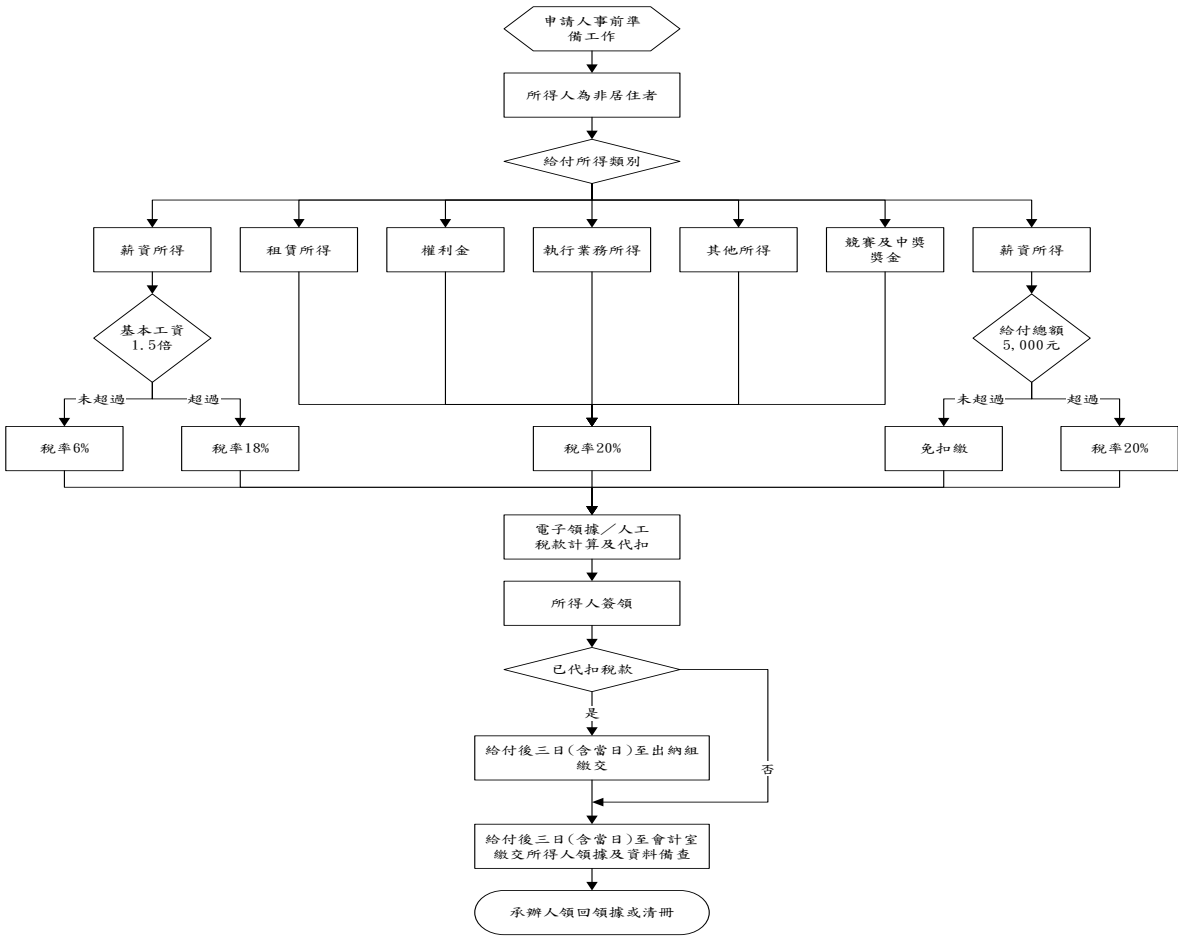 申請人事前準
備工作
所得人為非居住者
給付所得類別
薪資所得
租賃所得
權利金
執行業務所得
其他所得
競賽及中獎
獎金
薪資所得
基本工資
1.5倍
給付總額
5,000元
未超過
超過
未超過
超過
稅率6%
稅率18%
稅率20%
免扣繳
稅率20%
電子領據／人工
稅款計算及代扣
所得人簽領
已代扣稅款
是
給付後三日(含當日)至出納組
繳交
否
給付後三日(含當日)至會計室
繳交所得人領據及資料備查
承辦人領回領據或清冊